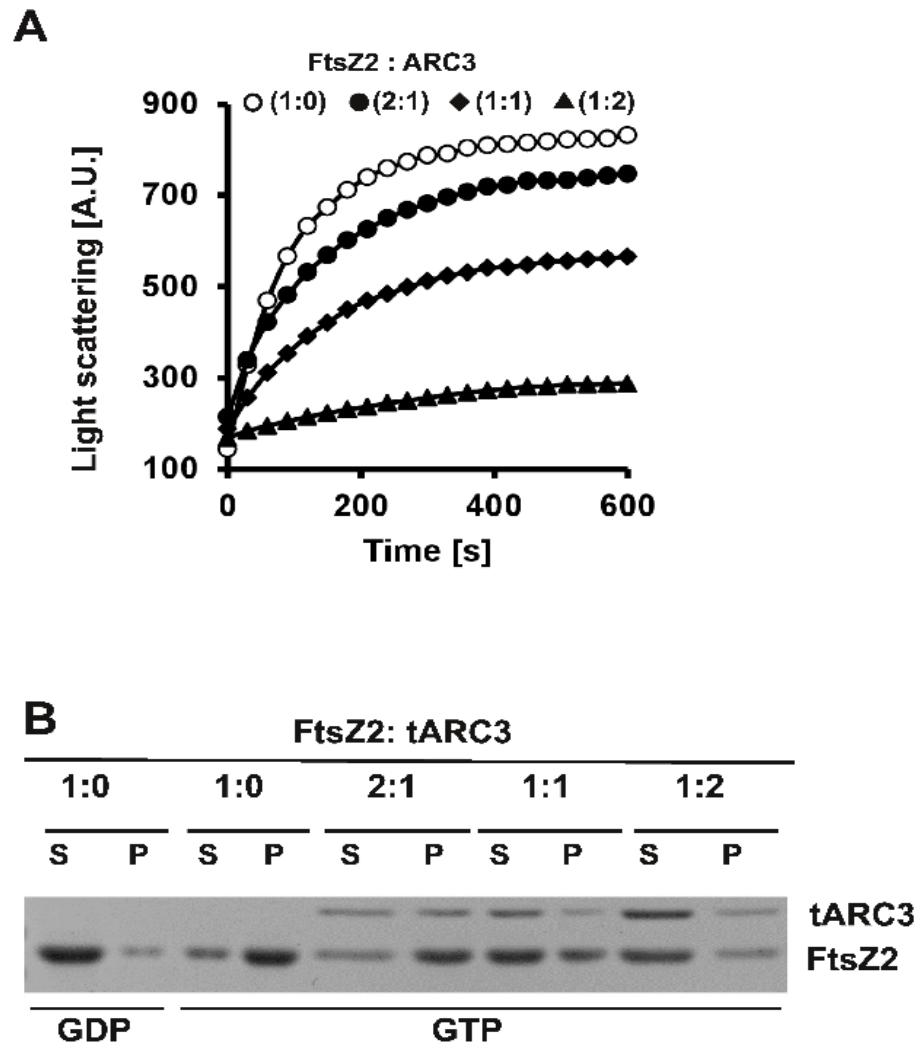 A
FtsZ2 : ARC3
(1:0) (2:1) (1:1) (1:2)
900
700
500
300
100
Light scattering [A.U.]
0 200 400 600
Time [s]
B
FtsZ2: tARC3
1:0 1:0 2:1 1:1 1:2
S P S P S P S P S P
tARC3
FtsZ2
GDP GTP